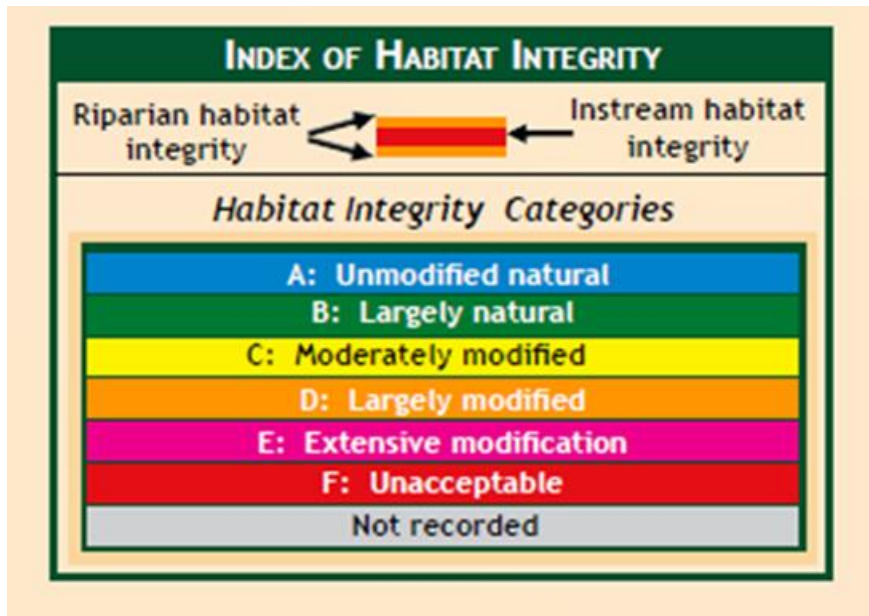 INDEX OF HABITAT INTEGRITY
Riparian habitat
integrity
Instream habitat
integrity
Habitat Integrity Categories
A: Unmodified natural
B: Largely natural
C: Moderately modified
D: Largely modified
E: Extensive modification
F: Unacceptable
Not recorded